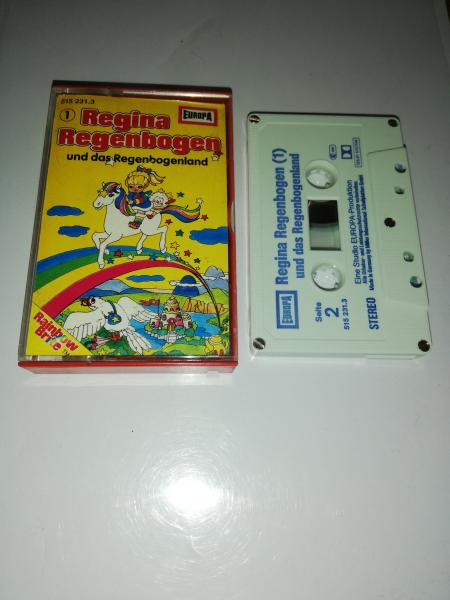 515 231.3
1
EUROPA
Regina
Regenbogen
und das Regenbogenland
Rainbow
Brite
Regina Regenbogen (1)
und das Regenbogenland
EUROPA
Seite
2
515 231.3
STEREO
Eine Studio EUROPA-Produktion